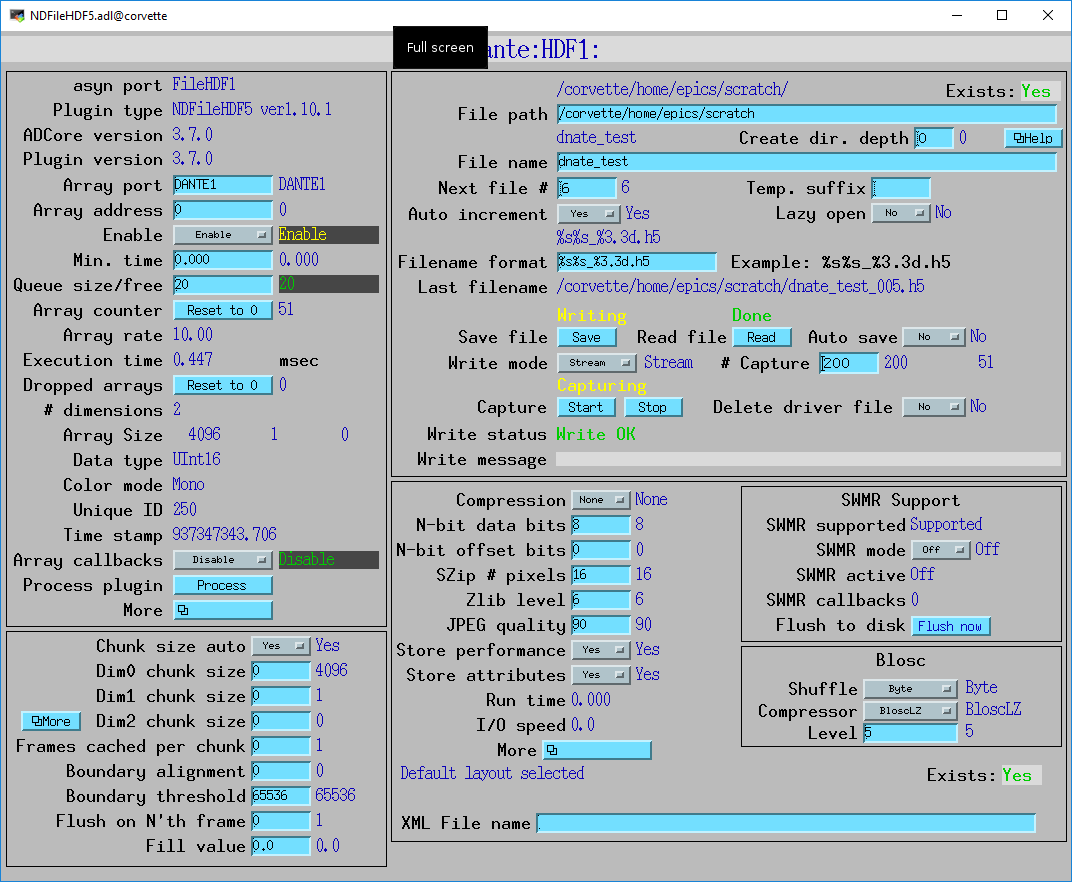 NDFileHDF5.adl@corvette
Full screen
ante:HDF1:
asyn port FileHDF1
Plugin type NDFileHDF5 ver1.10.1
ADCore version 3.7.0
Plugin version 3.7.0
Array port DANTE1 DANTE1
Array address 0 0
Enable Enable Enable
Min. time 0.000 0.000
Queue size/free 20 20
Array counter Reset to 0 51
Array rate 10.00
Execution time 0.447 msec
Dropped arrays Reset to 0 0
# dimensions 2
Array Size 4096 1 0
Data type UInt16
Color mode Mono
Unique ID 250
Time stamp 937347343.706
Array callbacks Disable Disable
Process plugin Process
More
Chunk size auto Yes Yes
Dim0 chunk size 0 4096
Dim1 chunk size 0 1
More Dim2 chunk size 0 0
Frames cached per chunk 0 1
Boundary alignment 0 0
Boundary threshold 65536 65536
Flush on N'th frame 0 1
Fill value 0.0 0.0
/corvette/home/epics/scratch/ Exists: Yes
File path /corvette/home/epics/scratch
dnate_test Create dir. depth 0 0 Help
File name dnate_test
Next file # 6 6 Temp. suffix
Auto increment Yes Yes Lazy open No No
%s%s_%3.3d.h5
Filename format %s%s_%3.3d.h5 Example: %s%s_%3.3d.h5
Last filename /corvette/home/epics/scratch/dnate_test_005.h5
Writing Done
Save file Save Read file Read Auto save No No
Write mode Stream Stream # Capture 200 200 51
Capturing
Capture Start Stop Delete driver file No No
Write status Write OK
Write message
Compression None None
N-bit data bits 8 8
N-bit offset bits 0 0
SZip # pixels 16 16
Zlib level 6 6
JPEG quality 90 90
Store performance Yes Yes
Store attributes Yes Yes
Run time 0.000
I/O speed 0.0
More
SWMR Support
SWMR supported Supported
SWMR mode Off Off
SWMR active Off
SWMR callbacks 0
Flush to disk Flush now
Blosc
Shuffle Byte Byte
Compressor BloscLZ BloscLZ
Level 5 5
Default layout selected Exists: Yes
XML File name